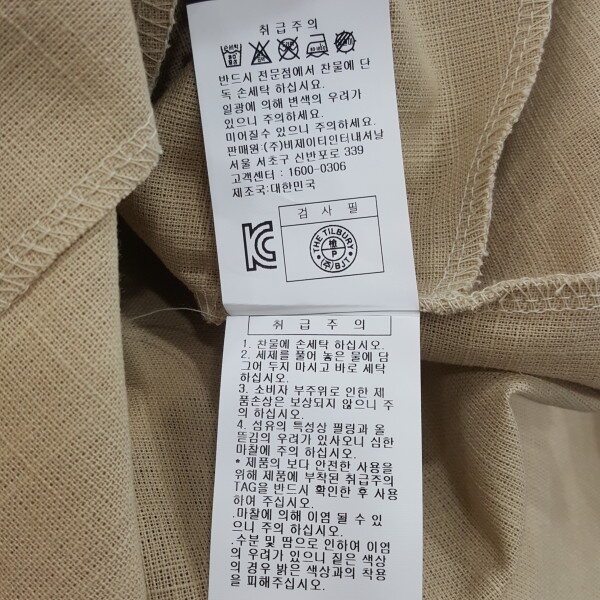 취급주의
반드시 전문점에서 찬물에 단
독 손세탁 하십시요.
일광에 의해 변색의 우려가
있으니 주의하세요.
미어질수 있으니 주의하세요.
판매원:(주)비제이티인터내셔날
서울 서초구 신반포로 339
고객센터 : 1600-0306
제조국:대한민국
검 사 필
THE TILBURY
P
(주)BJT
취 급 주 의
1. 찬물에 손세탁 하십시오.
2. 세제를 풀어 놓은 물에 담
그어 두지 마시고 바로 세탁
하십시오.
3. 소비자 부주위로 인한 제
품손상은 보상되지 않으니 주
의 하십시오.
4. 섬유의 특성상 필링과 올
뜯김의 우려가 있사오니 심한
마찰에 주의 하십시오.
* 제품의 보다 안전한 사용을
위해 제품에 부착된 취급주의
TAG을 반드시 확인한 후 사용
하여 주십시오.
.마찰에 의해 이염 될 수 있
으니 주의 하십시오.
.수분 및 땀으로 인하여 이염
의 우려가 있으니 짙은 색상
의 경우 밝은 색상과의 착용
을 피해주십시오.